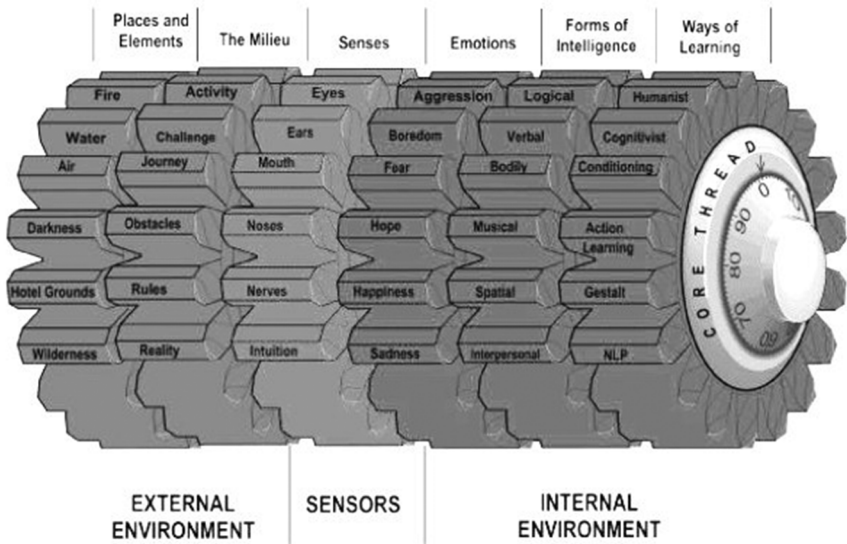 Places and
Elements
The Milieu
Senses
Emotions
Forms of
Intelligence
Ways of
Learning
Fire
Activity
Eyes
Aggression
Logical
Humanist
Water
Challenge
Ears
Boredom
Verbal
Cognitivist
Air
Journey
Mouth
Fear
Bodily
Conditioning
Darkness
Obstacles
Noses
Hope
Musical
Action
Learning
Hotel Grounds
Rules
Nerves
Happiness
Spatial
Gestalt
Wilderness
Reality
Intuition
Sadness
Interpersonal
NLP
CORE THREAD
0
10
90
80
70
60
EXTERNAL
ENVIRONMENT
SENSORS
INTERNAL
ENVIRONMENT